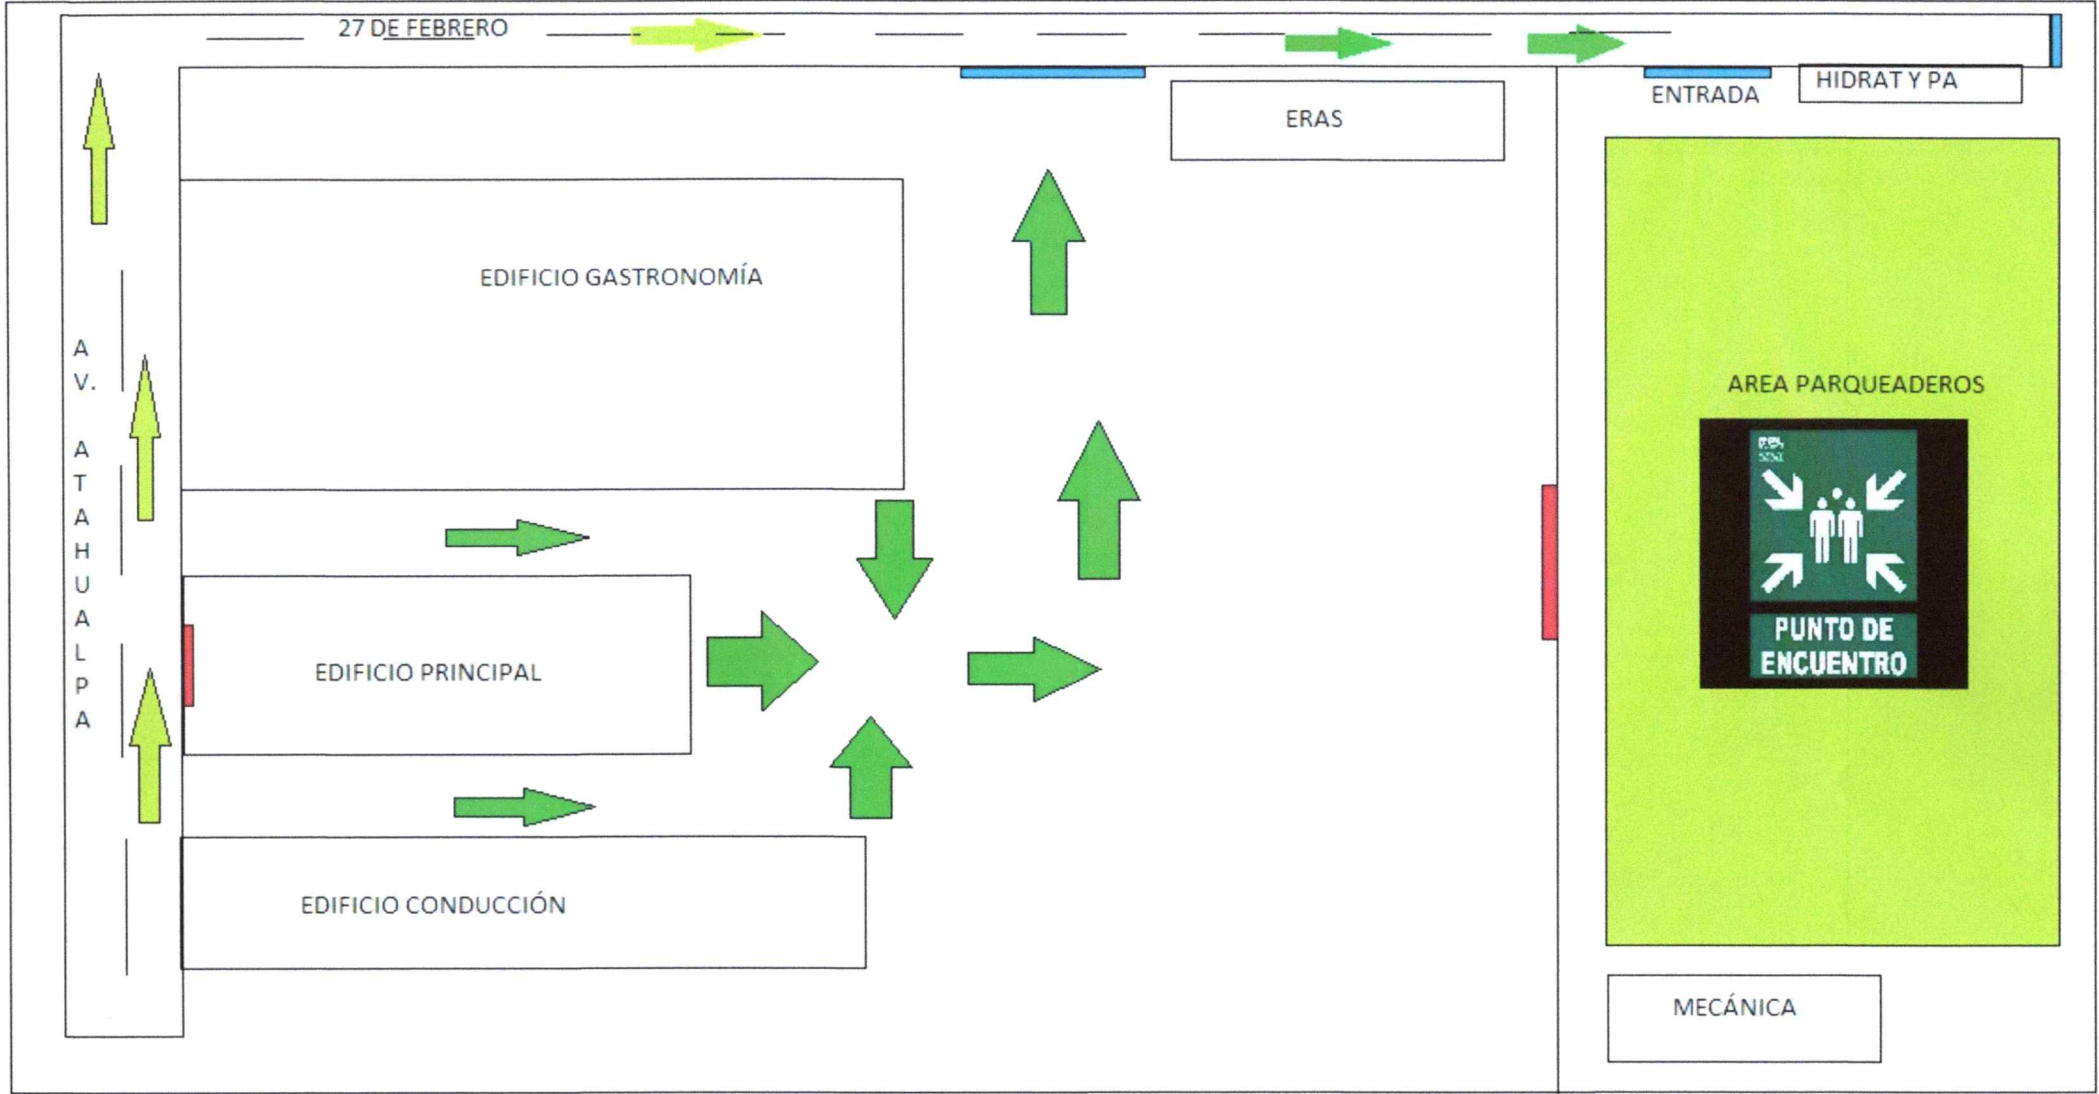 27 DE FEBRERO
HIDRAT Y PA
ENTRADA
ERAS
EDIFICIO GASTRONOMÍA
AV. ATAHUALPA
AREA PARQUEADEROS
PUNTO DE
ENCUENTRO
EDIFICIO PRINCIPAL
EDIFICIO CONDUCCIÓN
MECÁNICA